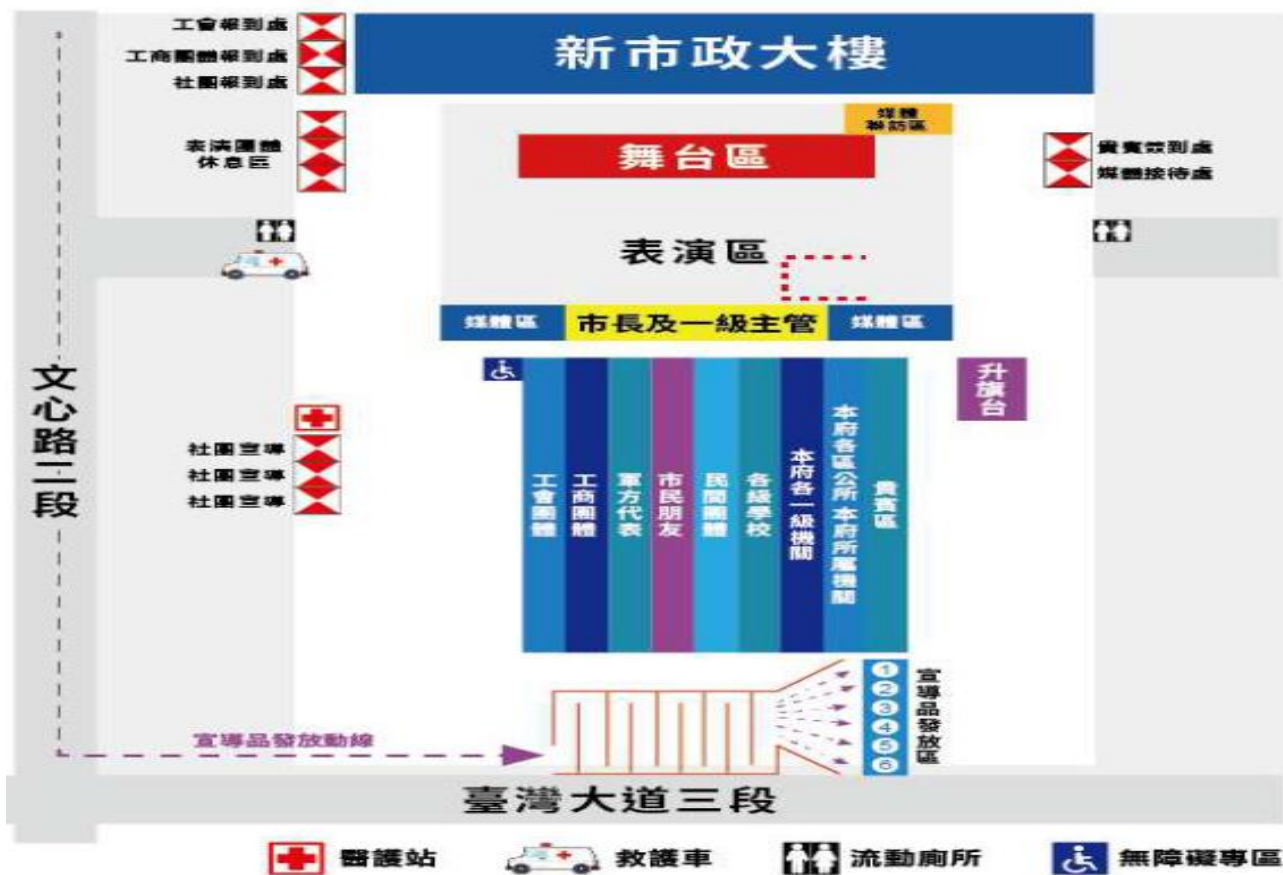 工會報到處
工商團體報到處
社團報到處
新市政大樓
媒體
聯訪區
舞台區
表演團體
休息區
貴賓簽到處
媒體接待處
表演區
媒體區
市長及一級主管
媒體區
升旗台
文心路二段
社團宣導
社團宣導
社團宣導
工會團體
工商團體
軍方代表
市民朋友
民間團體
各級學校
本府各一級機關
本府各區公所 本府所屬機關
貴賓區
1
2
3
4
5
6
宣導品發放區
宣導品發放動線
臺灣大道三段
醫護站
救護車
流動廁所
無障礙專區